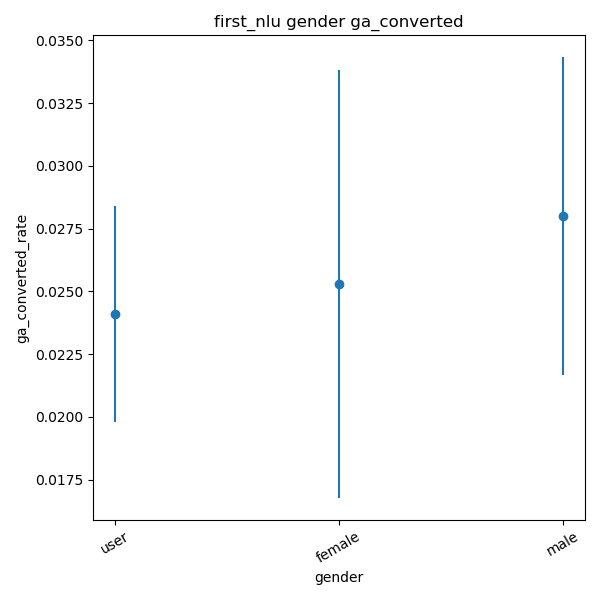 first_nlu gender ga_converted
0.0350
0.0325
0.0300
0.0275
0.0250
0.0225
0.0200
0.0175
ga_converted_rate
user
female
male
gender